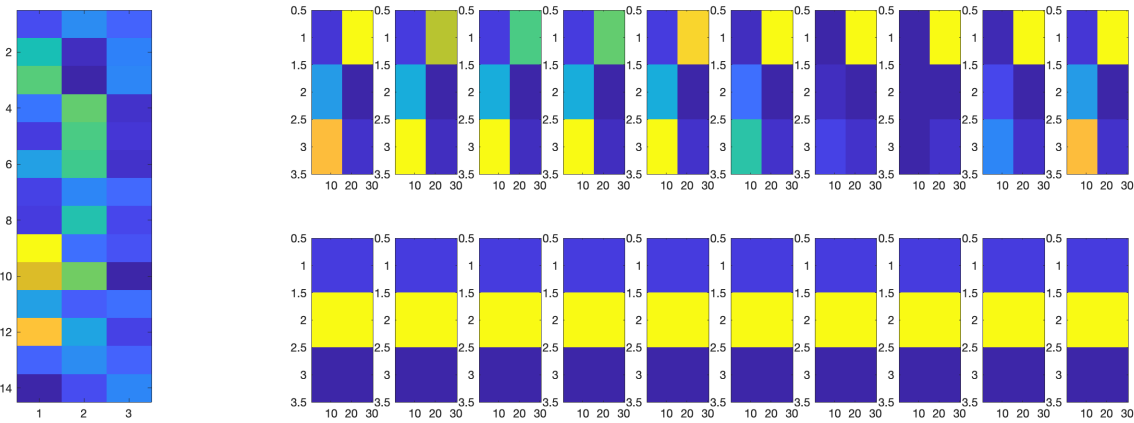 2
4
6
8
10
12
14
1 2 3
0.5 0.5 0.5 0.5 0.5 0.5 0.5 0.5 0.5 0.5
1 1 1 1 1 1 1 1 1 1
1.5 1.5 1.5 1.5 1.5 1.5 1.5 1.5 1.5 1.5
2 2 2 2 2 2 2 2 2 2
2.5 2.5 2.5 2.5 2.5 2.5 2.5 2.5 2.5 2.5
3 3 3 3 3 3 3 3 3 3
3.5 3.5 3.5 3.5 3.5 3.5 3.5 3.5 3.5 3.5
10 20 30 10 20 30 10 20 30 10 20 30 10 20 30 10 20 30 10 20 30 10 20 30 10 20 30 10 20 30
0.5 0.5 0.5 0.5 0.5 0.5 0.5 0.5 0.5 0.5
1 1 1 1 1 1 1 1 1 1
1.5 1.5 1.5 1.5 1.5 1.5 1.5 1.5 1.5 1.5
2 2 2 2 2 2 2 2 2 2
2.5 2.5 2.5 2.5 2.5 2.5 2.5 2.5 2.5 2.5
3 3 3 3 3 3 3 3 3 3
3.5 3.5 3.5 3.5 3.5 3.5 3.5 3.5 3.5 3.5
10 20 30 10 20 30 10 20 30 10 20 30 10 20 30 10 20 30 10 20 30 10 20 30 10 20 30 10 20 30